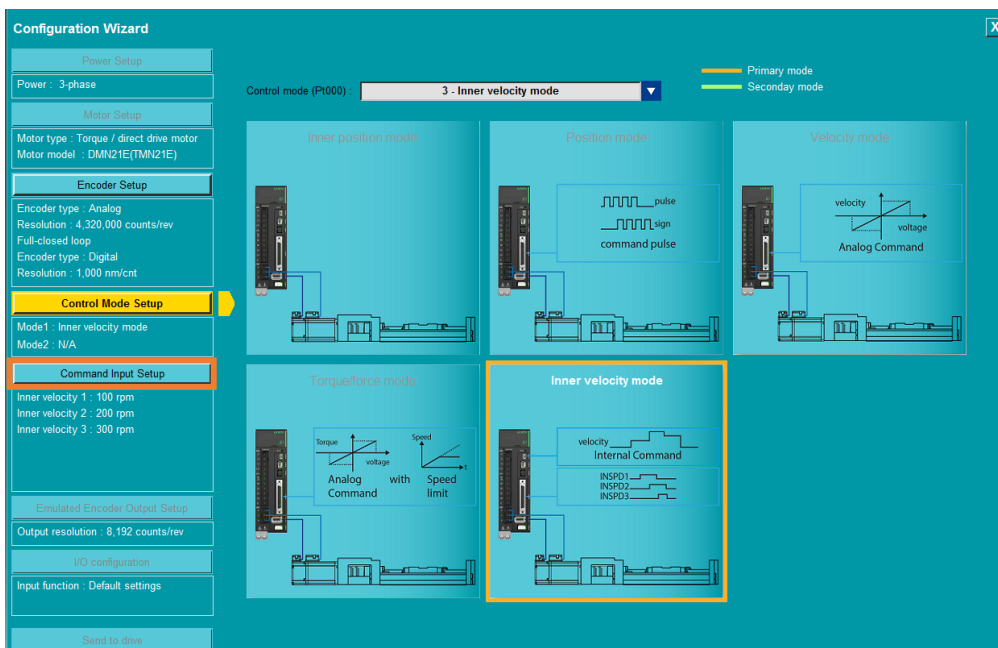 Configuration Wizard
X
Power Setup
Power : 3-phase
Motor Setup
Motor type : Torque / direct drive motor
Motor model : DMN21E(TMN21E)
Encoder Setup
Encoder type : Analog
Resolution : 4,320,000 counts/rev
Full-closed loop
Encoder type : Digital
Resolution : 1,000 nm/cnt
Control Mode Setup
Mode1 : Inner velocity mode
Mode2 : N/A
Command Input Setup
Inner velocity 1 : 100 rpm
Inner velocity 2 : 200 rpm
Inner velocity 3 : 300 rpm
Emulated Encoder Output Setup
Output resolution : 8,192 counts/rev
I/O configuration
Input function : Default settings
Send to drive
Control mode (Pt000) : 3 - Inner velocity mode
Primary mode
Seconday mode
Inner position mode
Position mode
pulse
sign
command pulse
Velocity mode
velocity
voltage
Analog Command
Torque/force mode
Torque
voltage
Speed
t
Analog with Speed
Command limit
Inner velocity mode
velocity
Internal Command
INSPD1
INSPD2
INSPD3